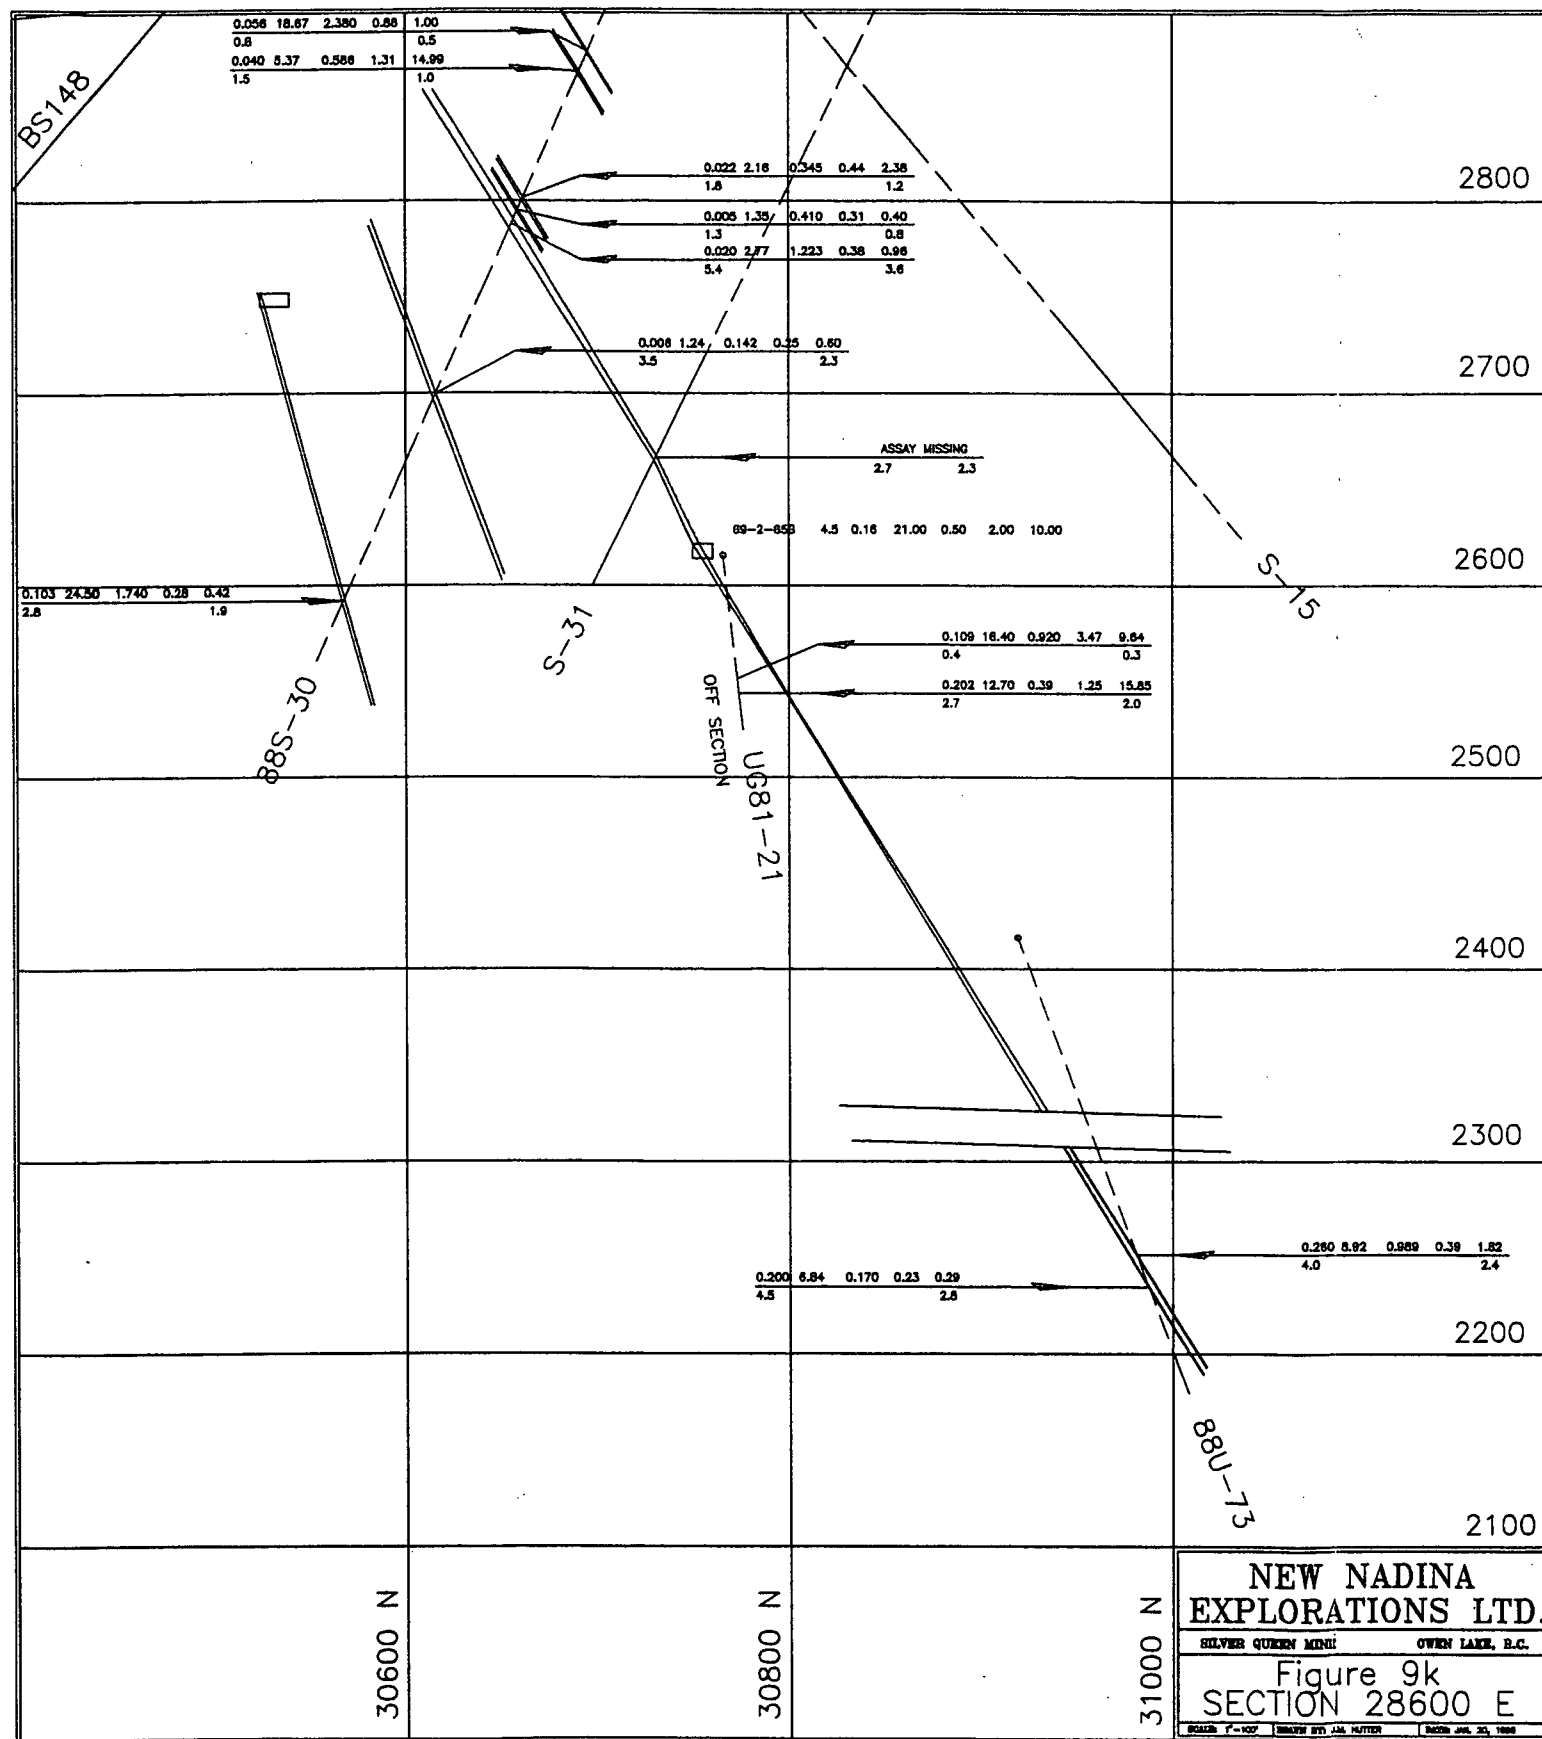 0.056 18.67 2.380 0.88 1.00
0.8 0.5
0.040 5.37 0.586 1.31 14.99
1.5 1.0
BS148
0.022 2.16 0.345 0.44 2.38
1.8 1.2
2800
0.005 1.35 0.410 0.31 0.40
1.3 0.8
0.020 2.77 1.223 0.38 0.96
5.4 3.6
0.008 1.24 0.142 0.25 0.60
3.5 2.3
2700
ASSAY MISSING
2.7 2.3
4.5 0.16 21.00 0.50 2.00 10.00
2600
0.103 24.50 1.740 0.28 0.42
2.8 1.9
S-31
S-15
0.109 16.40 0.920 3.47 9.64
0.4 0.3
0.202 12.70 0.39 1.25 15.85
2.7 2.0
OFF SECTION
88S-30
UG81-21
2500
2400
2300
0.260 8.92 0.989 0.39 1.82
4.0 2.4
0.200 6.84 0.170 0.23 0.29
4.5 2.8
2200
88U-73
2100
30600 N
30800 N
31000 N
NEW NADINA
EXPLORATIONS LTD.
SILVER QUEEN MINE OWEN LAKE, B.C.
Figure 9k
SECTION 28600 E
SCALE: 1"-100' DRAWN BY: J.M. HUTTER